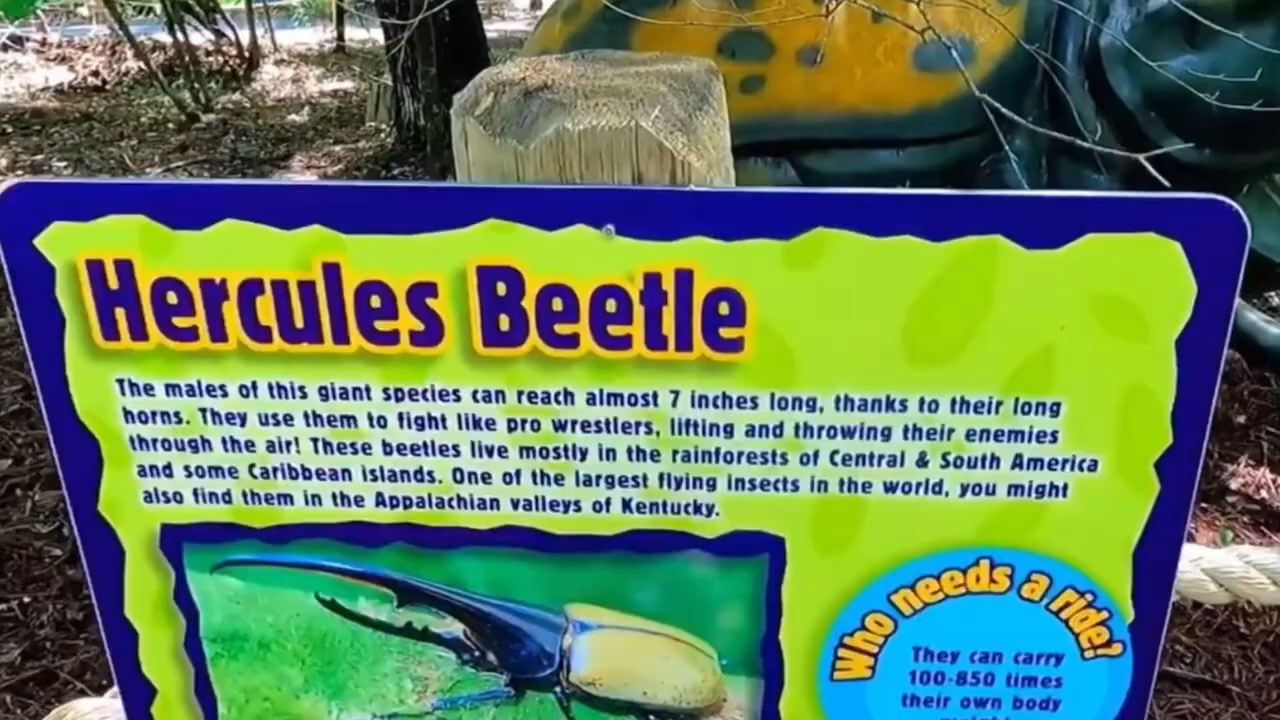 Hercules Beetle
The males of this giant species can reach almost 7 inches long, thanks to their long
horns. They use them to fight like pro wrestlers, lifting and throwing their enemies
through the air! These beetles live mostly in the rainforests of Central & South America
and some Caribbean islands. One of the largest flying insects in the world, you might
also find them in the Appalachian valleys of Kentucky.
Who needs a ride?
They can carry
100-850 times
their own body